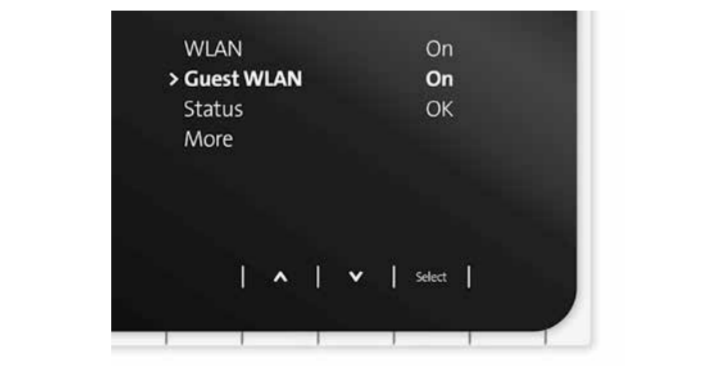 WLAN On
> Guest WLAN On
Status OK
More
Select